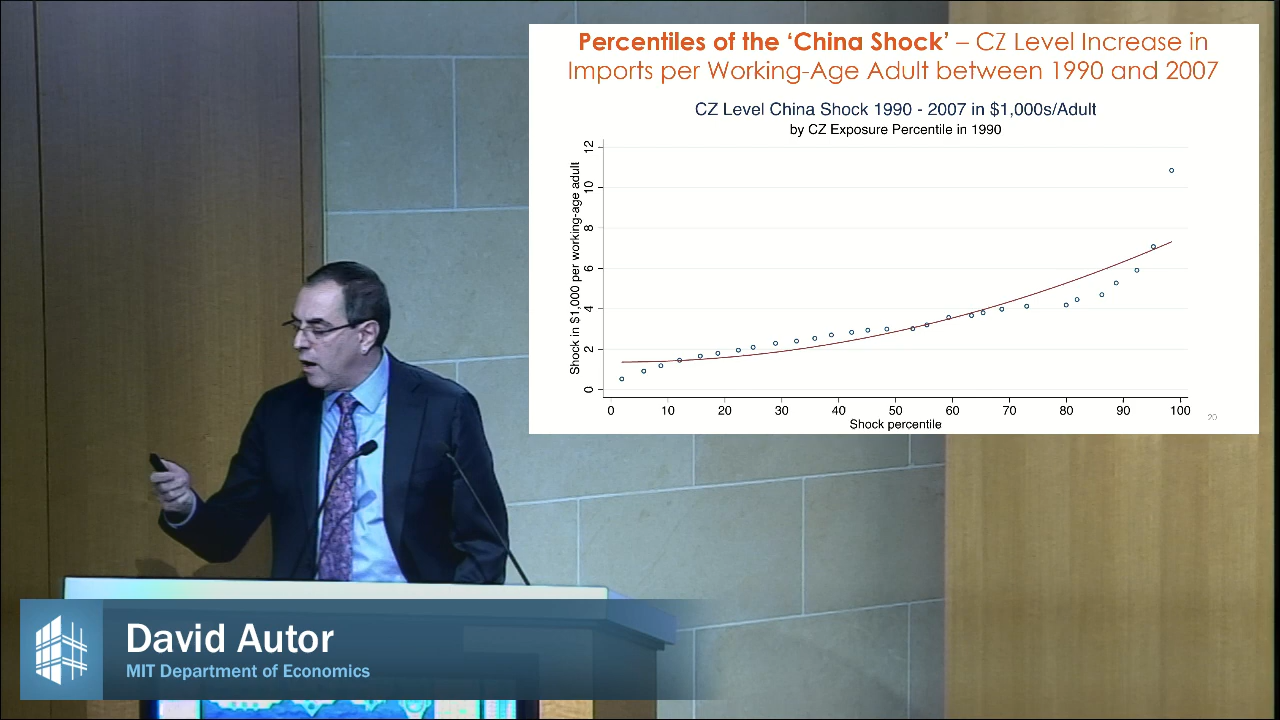 Percentiles of the ‘China Shock’ – CZ Level Increase in
Imports per Working-Age Adult between 1990 and 2007
CZ Level China Shock 1990 - 2007 in $1,000s/Adult
by CZ Exposure Percentile in 1990
Shock in $1,000 per working-age adult
12
10
8
6
4
2
0
0 10 20 30 40 50 60 70 80 90 100
Shock percentile
20
David Autor
MIT Department of Economics